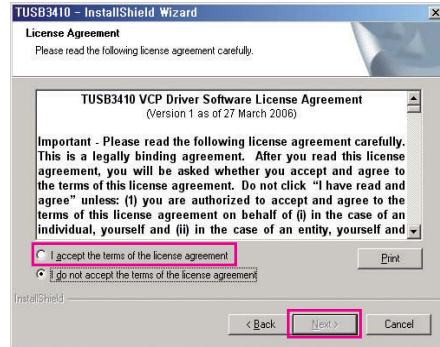 TUSB3410 - InstallShield Wizard
License Agreement
Please read the following license agreement carefully.
TUSB3410 VCP Driver Software License Agreement
(Version 1 as of 27 March 2006)
Important - Please read the following license agreement carefully.
This is a legally binding agreement. After you read this license
agreement, you will be asked whether you accept and agree to
the terms of this license agreement. Do not click "I have read and
agree" unless: (1) you are authorized to accept and agree to the
terms of this license agreement on behalf of (i) in the case of an
individual, yourself and (ii) in the case of an entity, yourself and
I accept the terms of the license agreement
Print
I do not accept the terms of the license agreement
InstallShield
< Back
Next >
Cancel